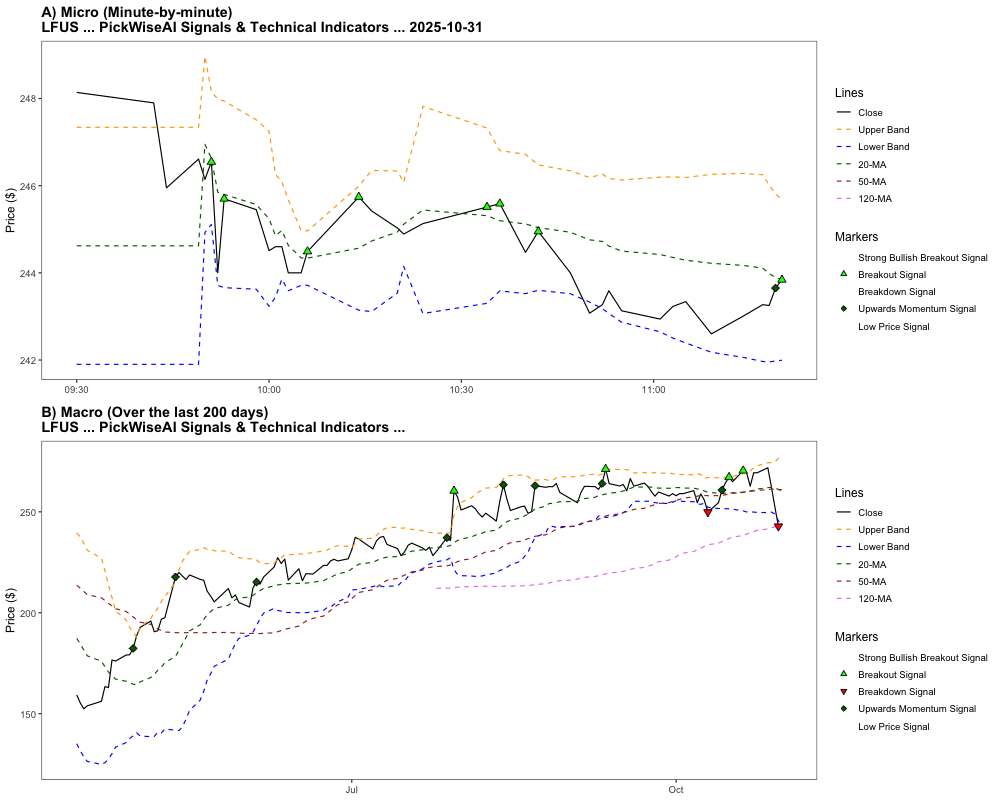 A) Micro (Minute-by-minute)
LFUS ... PickWiseAI Signals & Technical Indicators ... 2025-10-31
Price ($)
248
246
244
242
09:30
10:00
10:30
11:00
Lines
Close
Upper Band
Lower Band
20-MA
50-MA
120-MA
Markers
Strong Bullish Breakout Signal
Breakout Signal
Breakdown Signal
Upwards Momentum Signal
Low Price Signal
B) Macro (Over the last 200 days)
LFUS ... PickWiseAI Signals & Technical Indicators ...
Price ($)
250
200
150
Jul
Oct
Lines
Close
Upper Band
Lower Band
20-MA
50-MA
120-MA
Markers
Strong Bullish Breakout Signal
Breakout Signal
Breakdown Signal
Upwards Momentum Signal
Low Price Signal